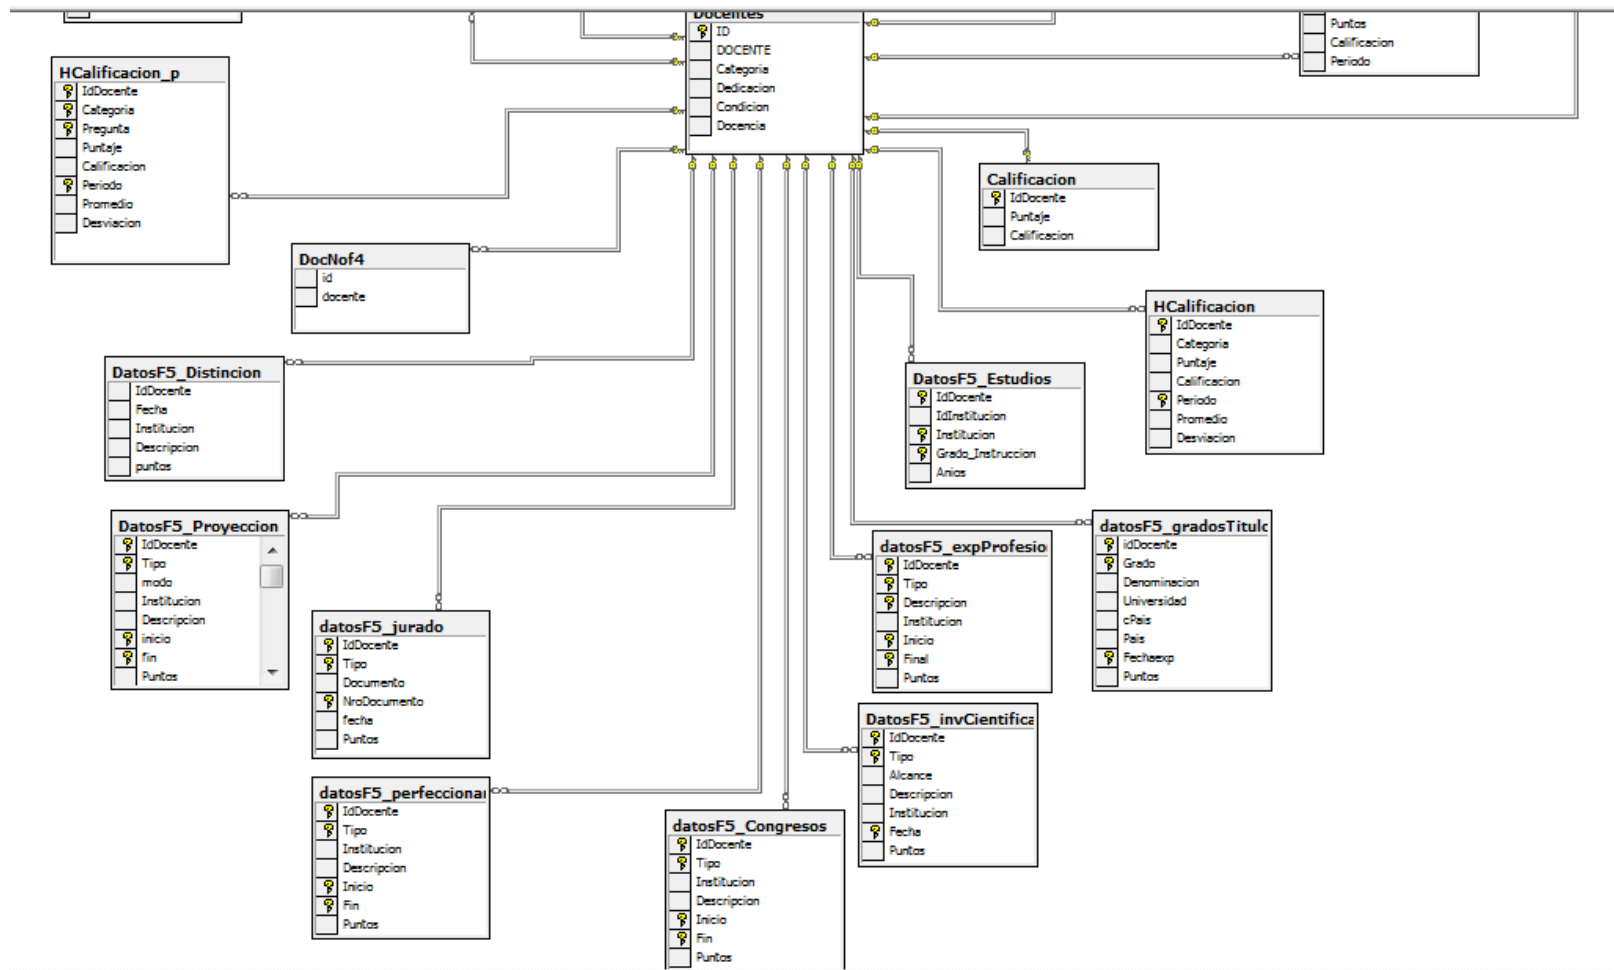 Docentes
ID
DOCENTE
Categoria
Dedicacion
Condicion
Docencia
Puntos
Calificacion
Periodo
HCalificacion_p
IdDocente
Categoria
Pregunta
Puntaje
Calificacion
Periodo
Promedio
Desviacion
Calificacion
IdDocente
Puntaje
Calificacion
DocNof4
id
docente
HCalificacion
IdDocente
Categoria
Puntaje
Calificacion
Periodo
Promedio
Desviacion
DatosF5_Distincion
IdDocente
Fecha
Institucion
Descripcion
puntos
DatosF5_Estudios
IdDocente
IdInstitucion
Institucion
Grado_Instruccion
Anios
DatosF5_Proyeccion
IdDocente
Tipo
modo
Institucion
Descripcion
inicio
fin
Puntos
datosF5_expProfesio
IdDocente
Tipo
Descripcion
Institucion
Inicio
Final
Puntos
datosF5_gradosTitulo
idDocente
Grado
Denominacion
Universidad
cPais
Pais
Fechaexp
Puntos
datosF5_jurado
IdDocente
Tipo
Documento
NroDocumento
fecha
Puntos
DatosF5_invCientifica
IdDocente
Tipo
Alcance
Descripcion
Institucion
Fecha
Puntos
datosF5_perfecciona
IdDocente
Tipo
Institucion
Descripcion
Inicio
Fin
Puntos
datosF5_Congresos
IdDocente
Tipo
Institucion
Descripcion
Inicio
Fin
Puntos